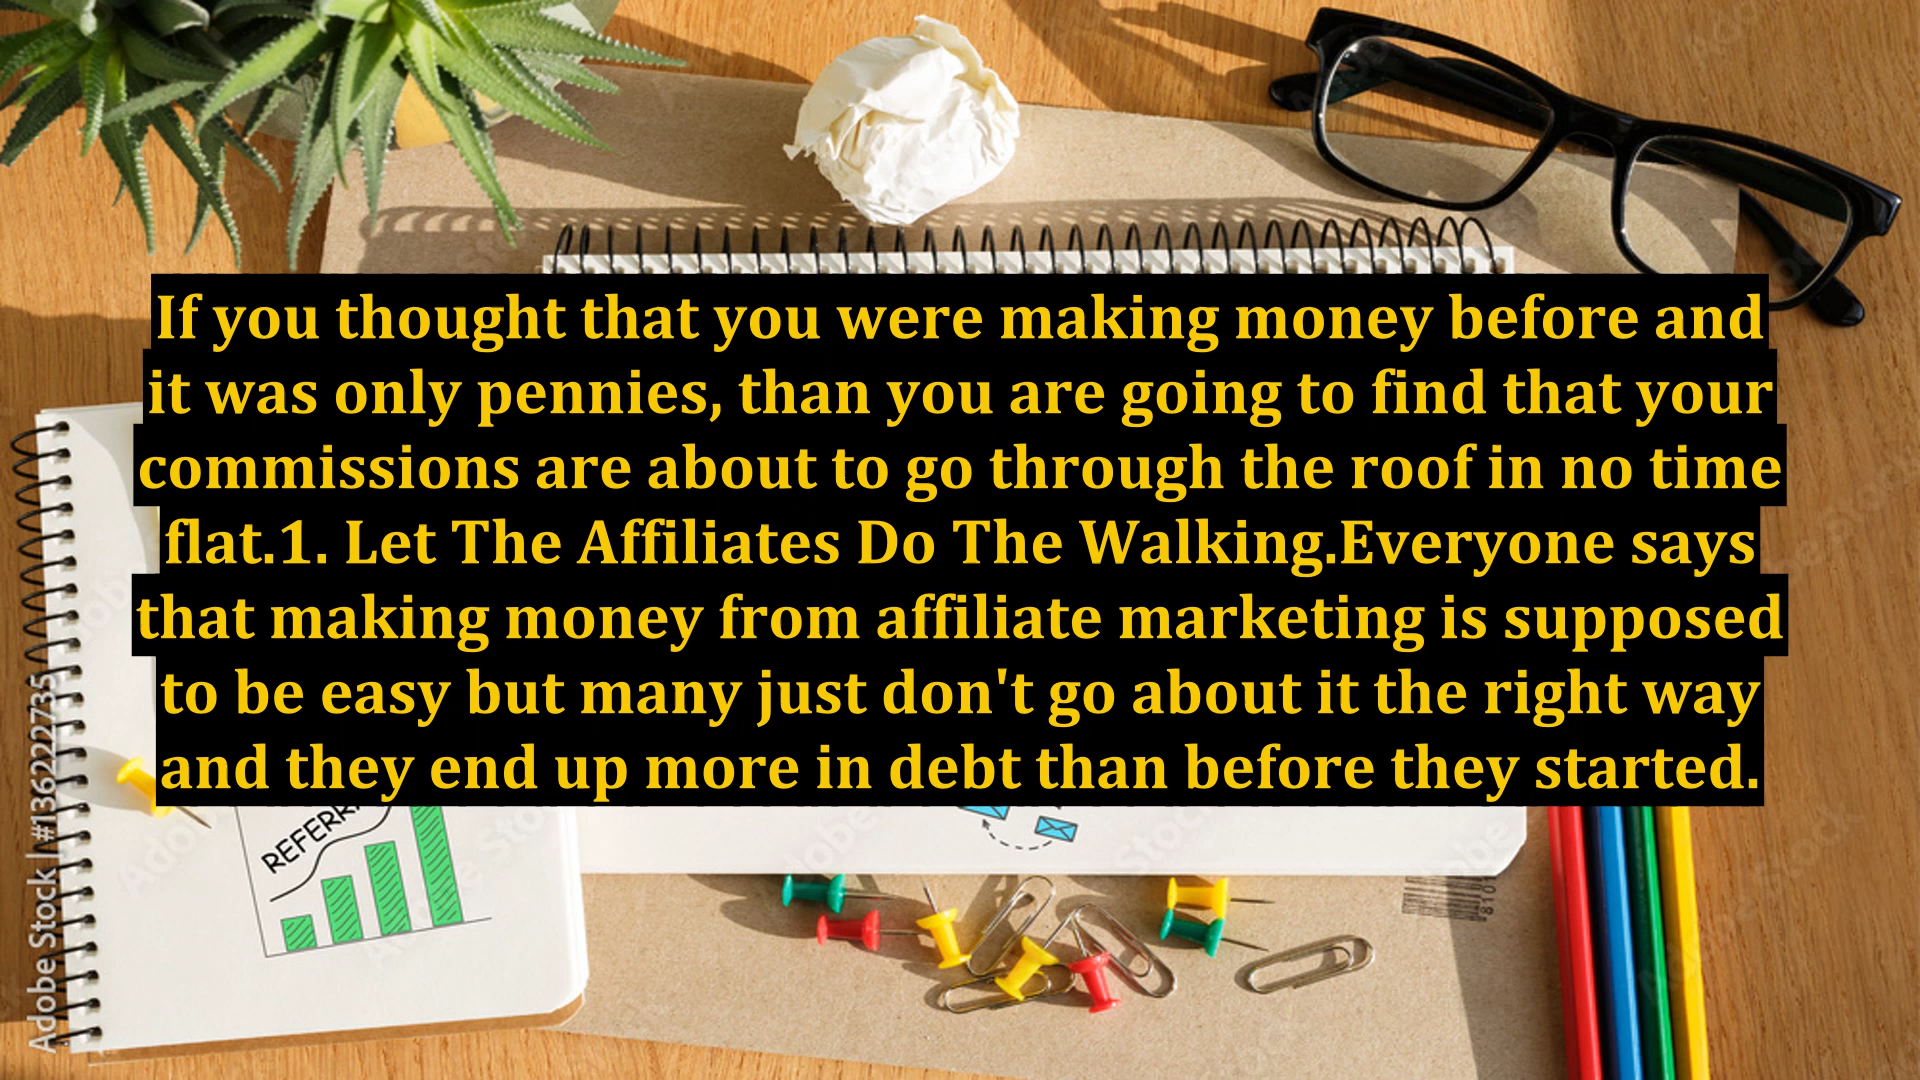 If you thought that you were making money before and
it was only pennies, than you are going to find that your
commissions are about to go through the roof in no time
flat.1. Let The Affiliates Do The Walking.Everyone says
that making money from affiliate marketing is supposed
to be easy but many just don't go about it the right way
and they end up more in debt than before they started.
Adobe Stock | #136222735